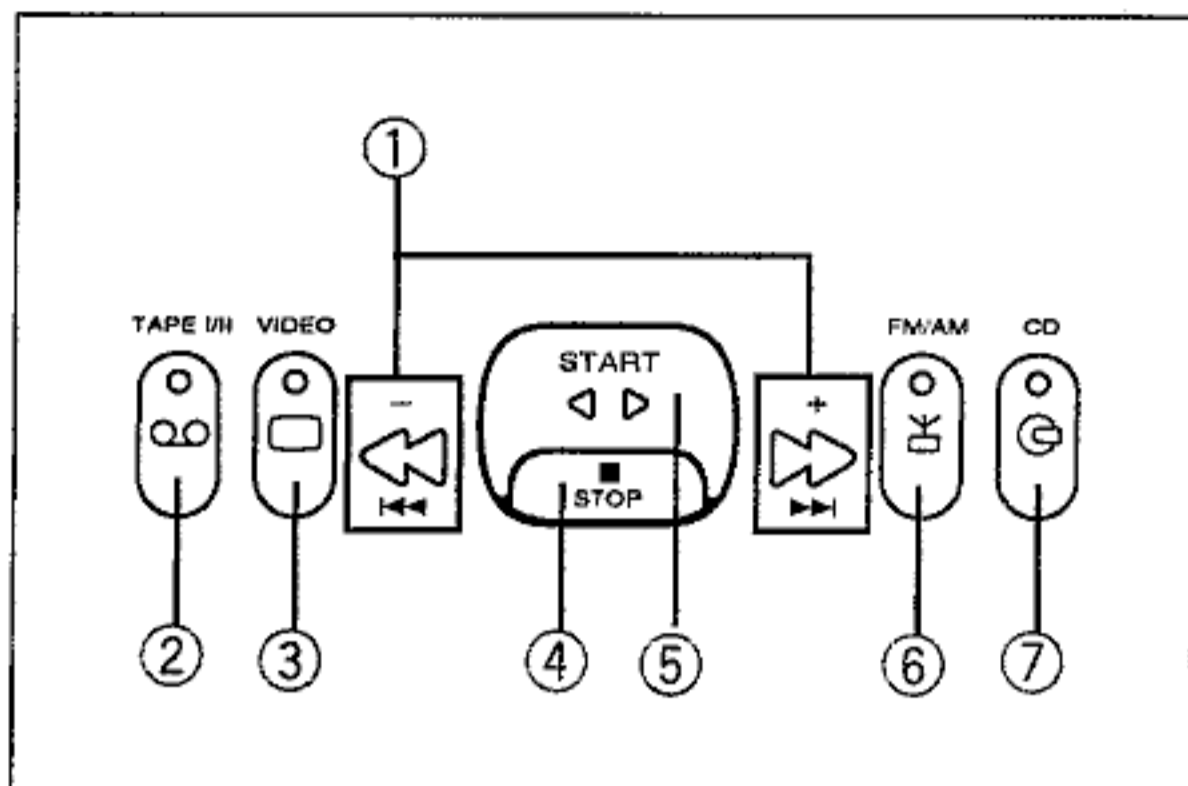 ①
TAPE I/II VIDEO FM/AM CD
START
− +
STOP
② ③ ④ ⑤ ⑥ ⑦